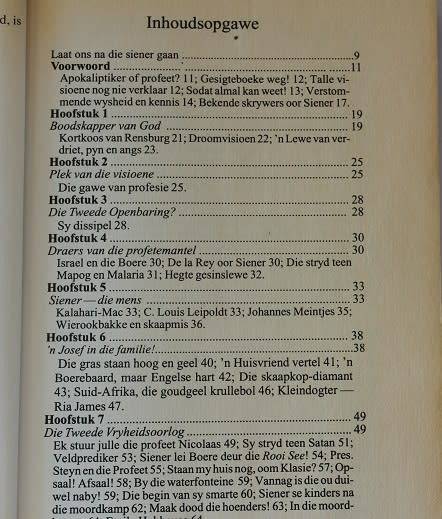 d, is
Inhoudsopgawe
Laat ons na die siener gaan ................................................ 9
Voorwoord ..................................................................... 11
Apokaliptiker of profeet? 11; Gesigteboeke weg! 12; Talle vi-
sioene nog nie verklaar 12; Sodat almal kan weet! 13; Verstom-
mende wysheid en kennis 14; Bekende skrywers oor Siener 17.
Hoofstuk 1 ..................................................................... 19
Boodskapper van God ..................................................... 19
Kortkoos van Rensburg 21; Droomvisioen 22; 'n Lewe van ver-
driet, pyn en angs 23.
Hoofstuk 2 ..................................................................... 25
Plek van die visioene ...................................................... 25
Die gawe van profesie 25.
Hoofstuk 3 ..................................................................... 28
Die Tweede Openbaring? ................................................. 28
Sy dissipel 28.
Hoofstuk 4 ..................................................................... 30
Draers van die profetemantel ........................................... 30
Israel en die Boere 30; De la Rey oor Siener 30; Die stryd teen
Mapog en Malaria 31; Hegte gesinslewe 32.
Hoofstuk 5 ..................................................................... 33
Siener — die mens .......................................................... 33
Kalahari-Mac 33; C. Louis Leipoldt 33; Johannes Meintjes 35;
Wierookbakke en skaapmis 36.
Hoofstuk 6 ..................................................................... 38
'n Josef in die familie! ..................................................... 38
Die gras staan hoog en geel 40; 'n Huisvriend vertel 41; 'n
Boerebaard, maar Engelse hart 42; Die skaapkop-diamant
43; Suid-Afrika, die goudgeel krullebol 46; Kleindogter —
Ria James 47.
Hoofstuk 7 ..................................................................... 49
Die Tweede Vryheidsoorlog .............................................. 49
Ek stuur julle die profeet Nicolaas 49; Sy stryd teen Satan 51;
Veldprediker 53; Siener lei Boere deur die Rooi See! 54; Pres.
Steyn en die Profeet 55; Staan my huis nog, oom Klasie? 57; Op-
saal! Afsaal! 58; By die waterfonteine 59; Vannag is die ou dui-
wel naby! 59; Die begin van sy smarte 60; Siener se kinders na
die moordkamp 62; Maak dood die hoenders! 63; In die moord-